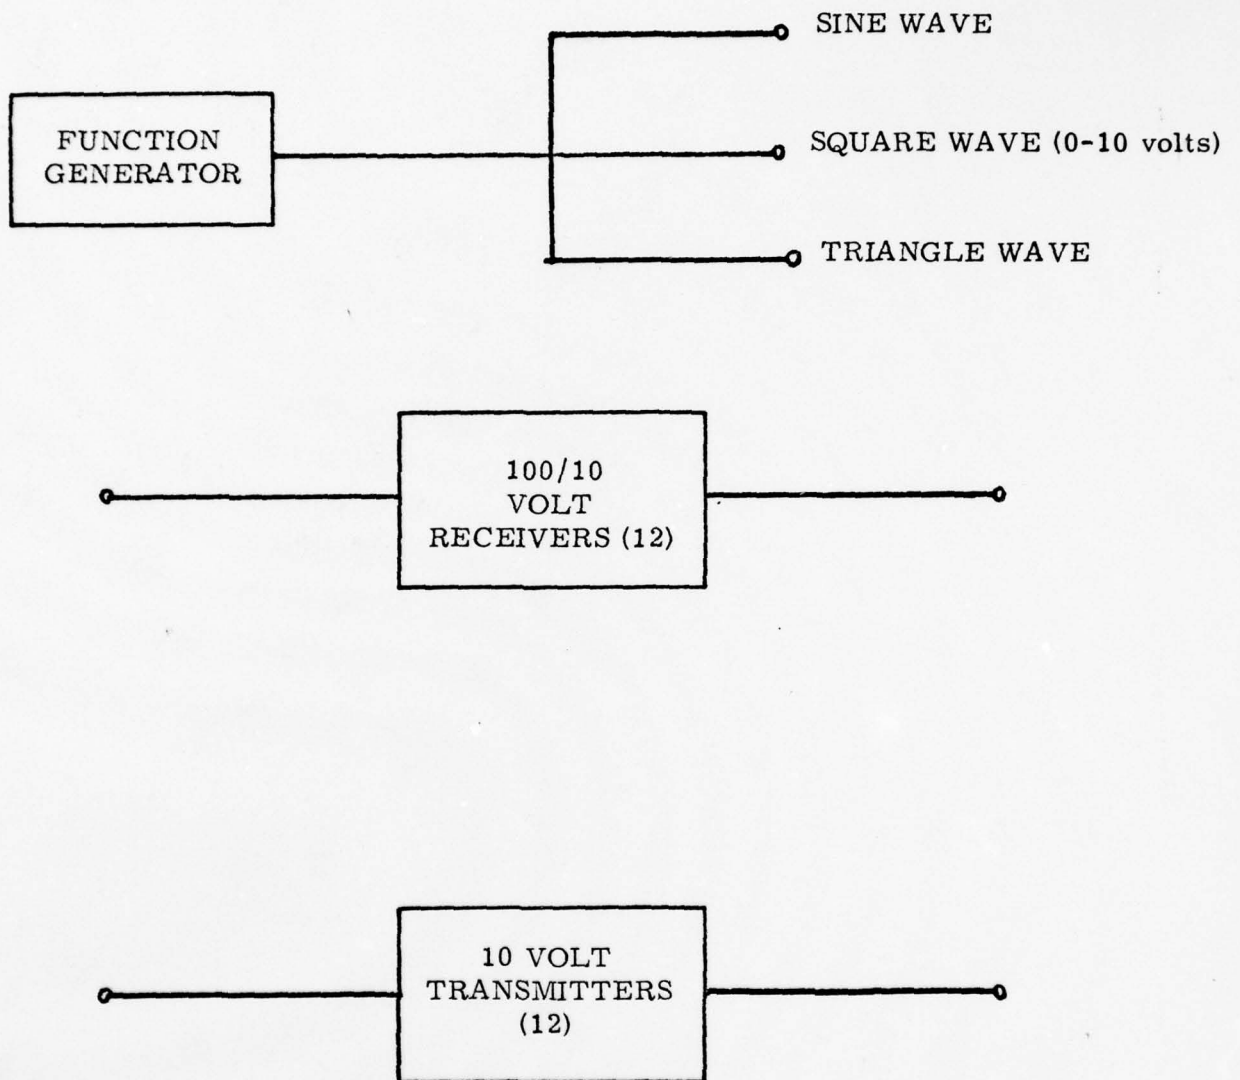 SINE WAVE
FUNCTION
GENERATOR
SQUARE WAVE (0-10 volts)
TRIANGLE WAVE
100/10
VOLT
RECEIVERS (12)
10 VOLT
TRANSMITTERS
(12)